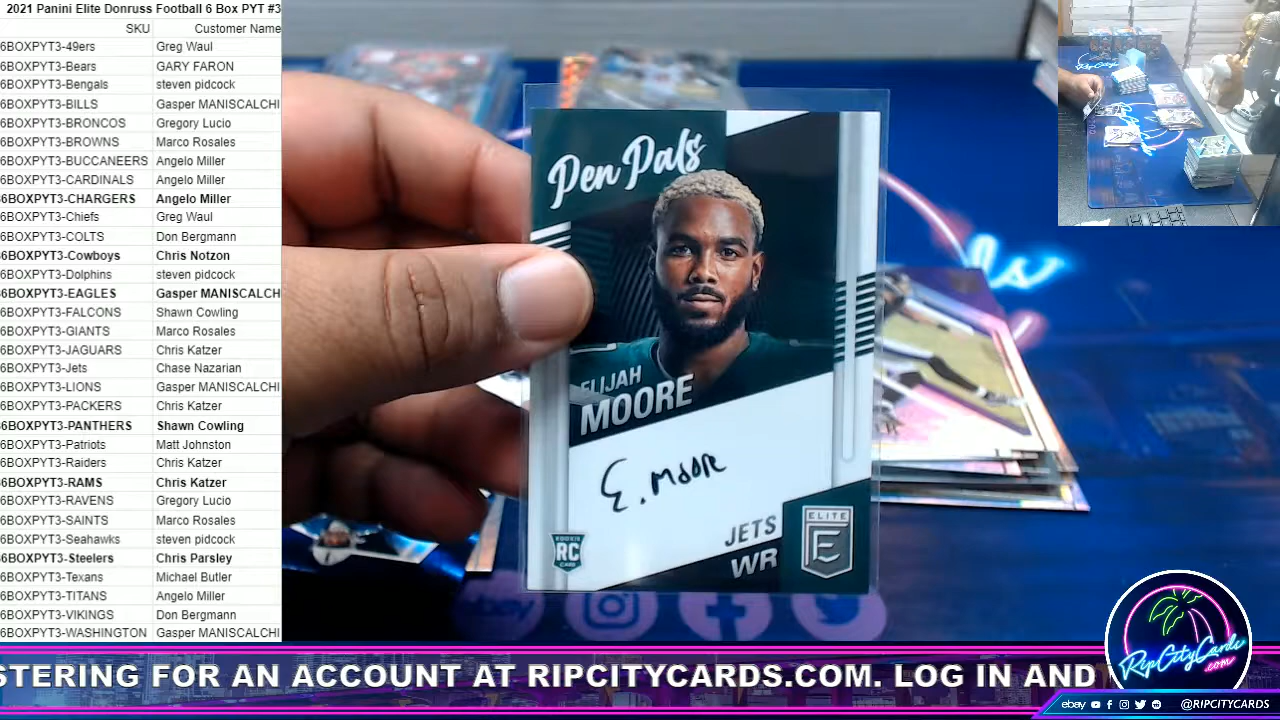 2021 Panini Elite Donruss Football 6 Box PYT #3
SKU Customer Name
6BOXPYT3-49ers Greg Waul
6BOXPYT3-Bears GARY FARON
6BOXPYT3-Bengals steven pidcock
6BOXPYT3-BILLS Gasper MANISCALCHI
6BOXPYT3-BRONCOS Gregory Lucio
6BOXPYT3-BROWNS Marco Rosales
6BOXPYT3-BUCCANEERS Angelo Miller
6BOXPYT3-CARDINALS Angelo Miller
6BOXPYT3-CHARGERS Angelo Miller
6BOXPYT3-Chiefs Greg Waul
6BOXPYT3-COLTS Don Bergmann
6BOXPYT3-Cowboys Chris Notzon
6BOXPYT3-Dolphins steven pidcock
6BOXPYT3-EAGLES Gasper MANISCALCH
6BOXPYT3-FALCONS Shawn Cowling
6BOXPYT3-GIANTS Marco Rosales
6BOXPYT3-JAGUARS Chris Katzer
6BOXPYT3-Jets Chase Nazarian
6BOXPYT3-LIONS Gasper MANISCALCHI
6BOXPYT3-PACKERS Chris Katzer
6BOXPYT3-PANTHERS Shawn Cowling
6BOXPYT3-Patriots Matt Johnston
6BOXPYT3-Raiders Chris Katzer
6BOXPYT3-RAMS Chris Katzer
6BOXPYT3-RAVENS Gregory Lucio
6BOXPYT3-SAINTS Marco Rosales
6BOXPYT3-Seahawks steven pidcock
6BOXPYT3-Steelers Chris Parsley
6BOXPYT3-Texans Michael Butler
6BOXPYT3-TITANS Angelo Miller
6BOXPYT3-VIKINGS Don Bergmann
6BOXPYT3-WASHINGTON Gasper MANISCALCHI
Pen Pals
ELIJAH
MOORE
E. Moore
JETS
WR
ROOKIE
RC
CARD
ELITE
E
ebay
STERING FOR AN ACCOUNT AT RIPCITYCARDS.COM. LOG IN AND
RipCityCards
.com
ebay @RIPCITYCARDS